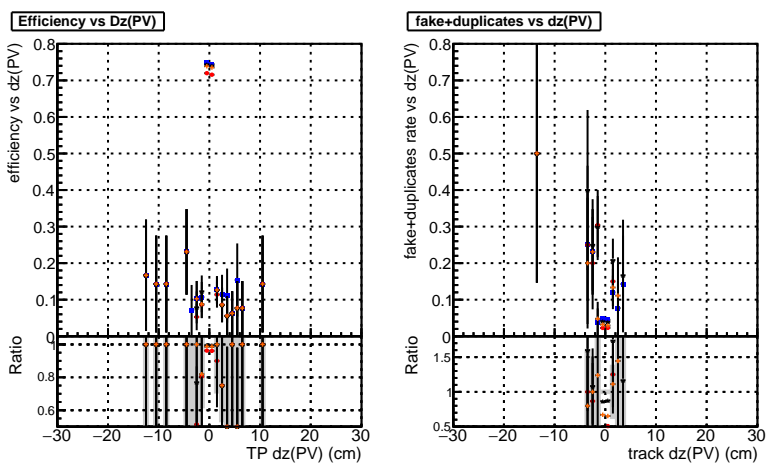 Efficiency vs Dz(PV)
efficiency vs dz(PV)
0.8
0.7
0.6
0.5
0.4
0.3
0.2
0.1
0
Ratio
1
0.8
0.6
−30 −20 −10 0 10 20 30
TP dz(PV) (cm)
fake+duplicates vs dz(PV)
fake+duplicates rate vs dz(PV)
0.8
0.7
0.6
0.5
0.4
0.3
0.2
0.1
0
Ratio
1.5
1
0.5
−30 −20 −10 0 10 20 30
track dz(PV) (cm)